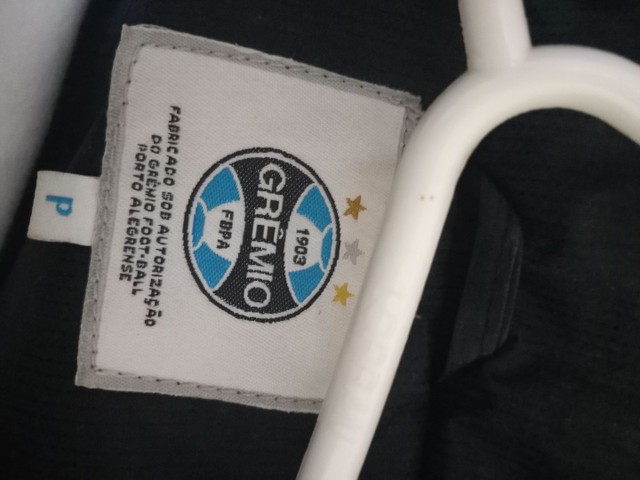 1903
GRÊMIO
FBPA
FABRICADO SOB AUTORIZAÇÃO
DO GRÊMIO FOOT-BALL
PORTO ALEGRENSE
P